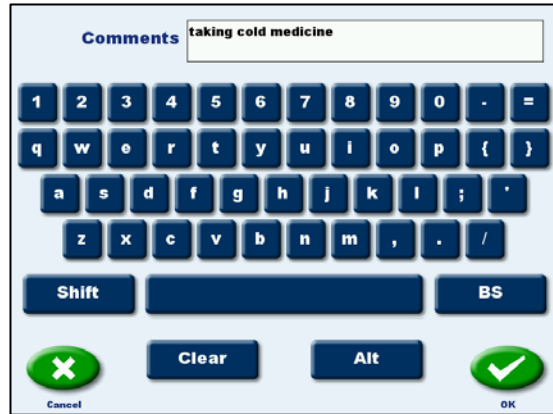 Comments taking cold medicine
1 2 3 4 5 6 7 8 9 0 - =
q w e r t y u i o p { }
a s d f g h j k l ; '
z x c v b n m , . /
Shift BS
Clear Alt
Cancel OK